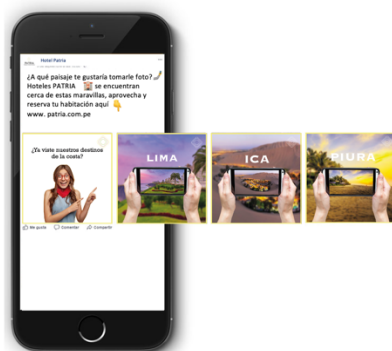 Hotel Patria
¿A qué paisaje te gustaría tomarle foto?
Hoteles PATRIA se encuentran
cerca de estas maravillas, aprovecha y
reserva tu habitación aquí
www. patria.com.pe
¿Ya viste nuestros destinos
de la costa?
LIMA
ICA
PIURA
Me gusta Comentar Compartir